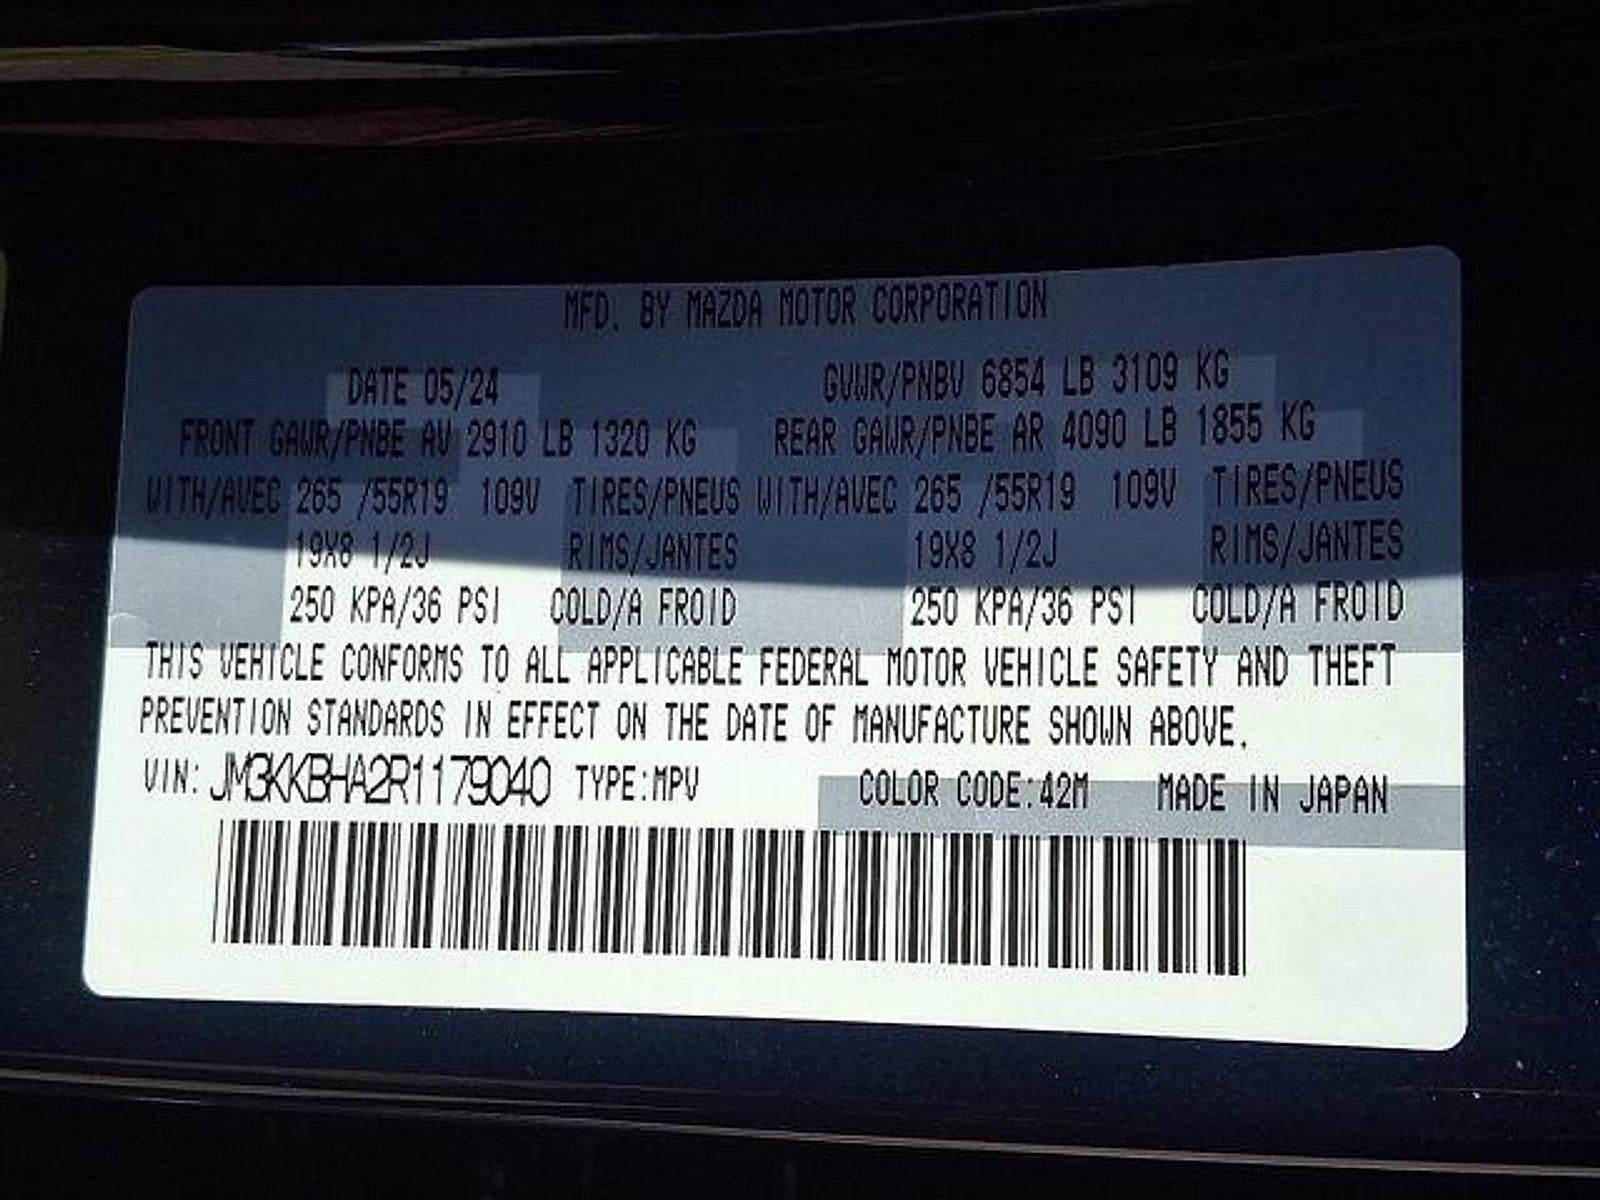 MFD. BY MAZDA MOTOR CORPORATION
DATE 05/24 GVWR/PNBV 6854 LB 3109 KG
FRONT GAWR/PNBE AV 2910 LB 1320 KG REAR GAWR/PNBE AR 4090 LB 1855 KG
WITH/AVEC 265 /55R19 109V TIRES/PNEUS WITH/AVEC 265 /55R19 109V TIRES/PNEUS
19X8 1/2J RIMS/JANTES 19X8 1/2J RIMS/JANTES
250 KPA/36 PSI COLD/A FROID 250 KPA/36 PSI COLD/A FROID
THIS VEHICLE CONFORMS TO ALL APPLICABLE FEDERAL MOTOR VEHICLE SAFETY AND THEFT
PREVENTION STANDARDS IN EFFECT ON THE DATE OF MANUFACTURE SHOWN ABOVE.
VIN: JM3KKBHA2R1179040 TYPE:MPV COLOR CODE:42M MADE IN JAPAN